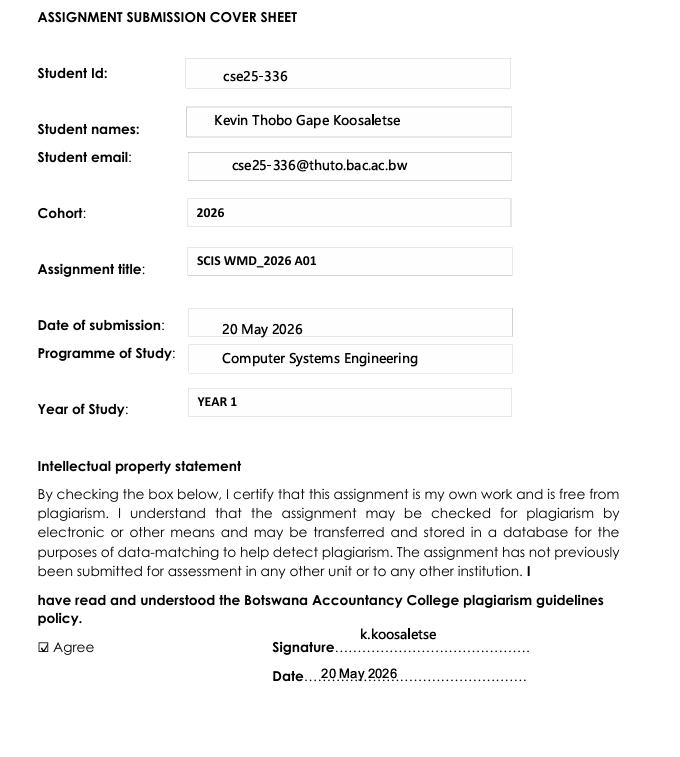 ASSIGNMENT SUBMISSION COVER SHEET
Student Id: cse25-336
Student names: Kevin Thobo Gape Koosaletse
Student email: cse25-336@thuto.bac.ac.bw
Cohort: 2026
Assignment title: SCIS WMD_2026 A01
Date of submission: 20 May 2026
Programme of Study: Computer Systems Engineering
Year of Study: YEAR 1
Intellectual property statement
By checking the box below, I certify that this assignment is my own work and is free from
plagiarism. I understand that the assignment may be checked for plagiarism by
electronic or other means and may be transferred and stored in a database for the
purposes of data-matching to help detect plagiarism. The assignment has not previously
been submitted for assessment in any other unit or to any other institution. I
have read and understood the Botswana Accountancy College plagiarism guidelines
policy.
☑ Agree Signature k.koosaletse
Date 20 May 2026